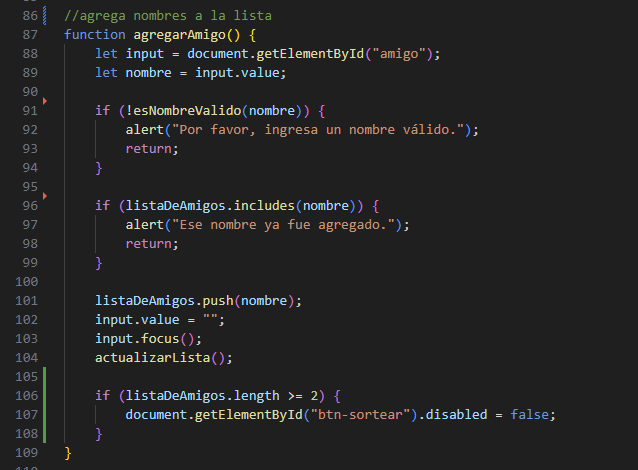 86 //agrega nombres a la lista
87 function agregarAmigo() {
88 let input = document.getElementById("amigo");
89 let nombre = input.value;
90
91 if (!esNombreValido(nombre)) {
92 alert("Por favor, ingresa un nombre válido.");
93 return;
94 }
95
96 if (listaDeAmigos.includes(nombre)) {
97 alert("Ese nombre ya fue agregado.");
98 return;
99 }
100
101 listaDeAmigos.push(nombre);
102 input.value = "";
103 input.focus();
104 actualizarLista();
105
106 if (listaDeAmigos.length >= 2) {
107 document.getElementById("btn-sortear").disabled = false;
108 }
109 }